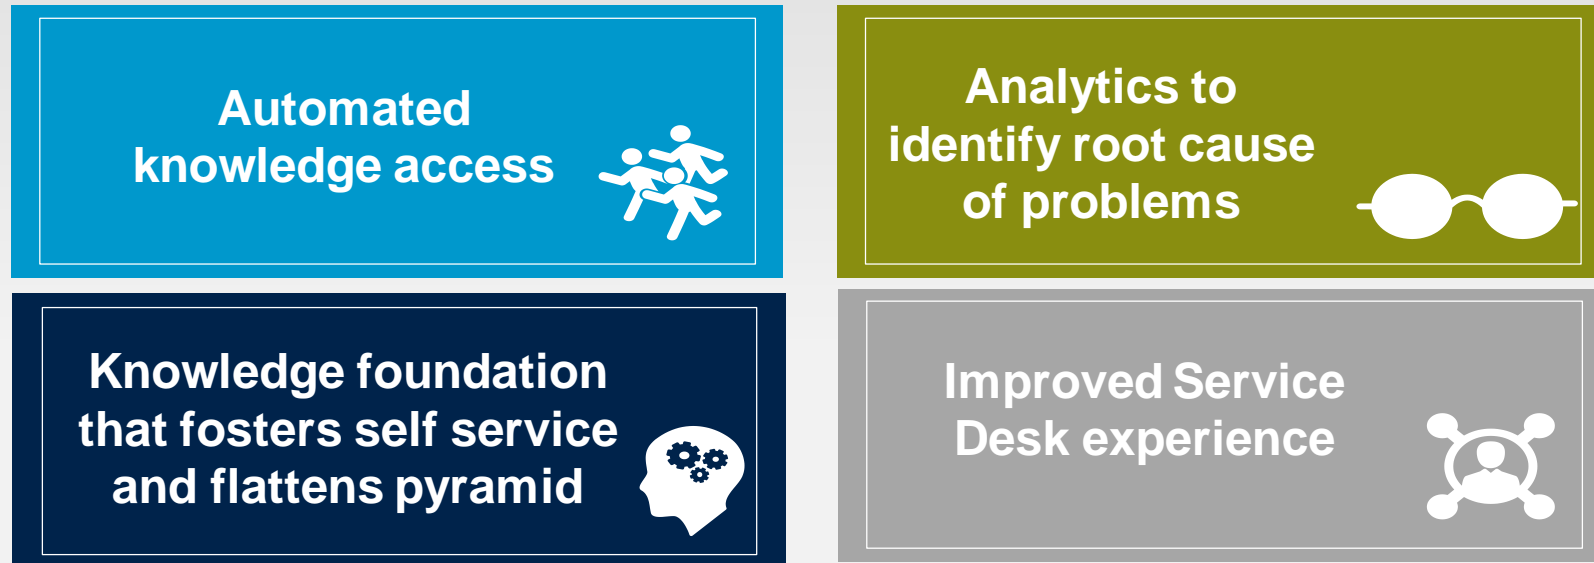 Automated
knowledge access
Analytics to
identify root cause
of problems
Knowledge foundation
that fosters self service
and flattens pyramid
Improved Service
Desk experience